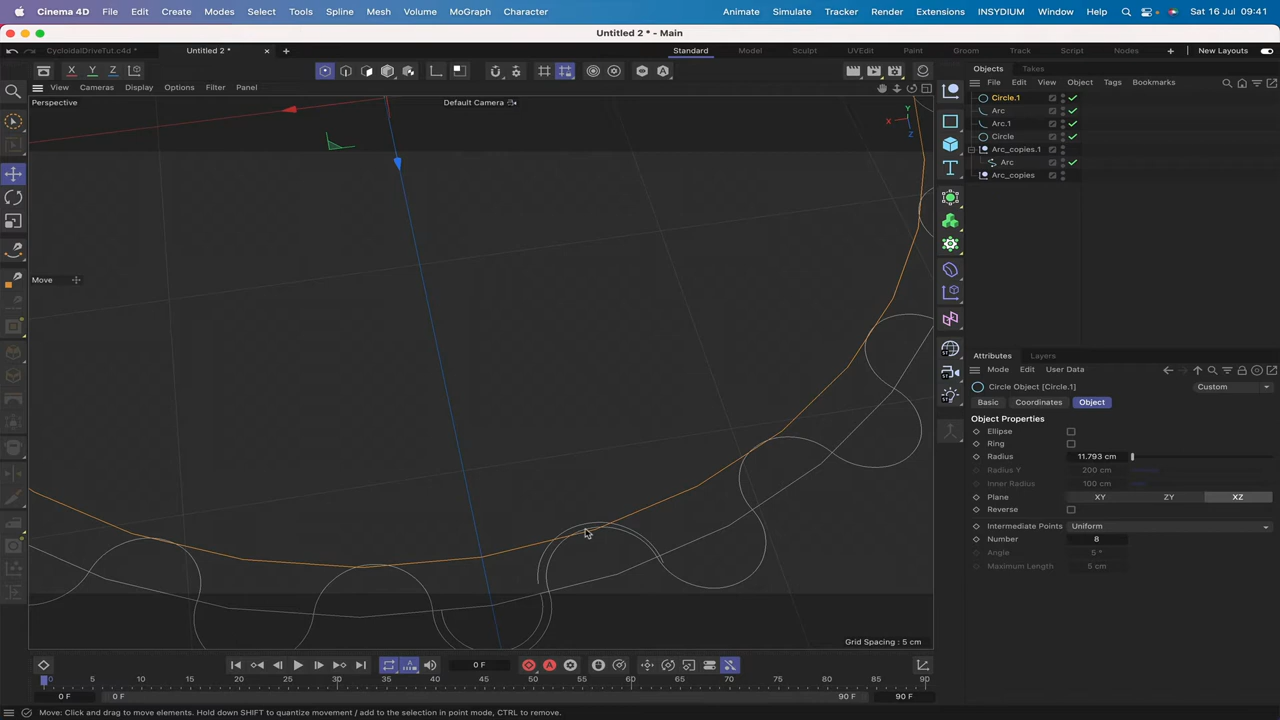 Cinema 4D File Edit Create Modes Select Tools Spline Mesh Volume MoGraph Character Animate Simulate Tracker Render Extensions INSYDIUM Window Help Sat 16 Jul 09:41
Untitled 2 * - Main
CycloidalDriveTut.c4d * Untitled 2 * Standard Model Sculpt UVEdit Paint Groom Track Script Nodes New Layouts
X Y Z
Objects Takes
File Edit View Object Tags Bookmarks
View Cameras Display Options Filter Panel
Perspective Default Camera
Circle.1
Arc
Arc.1
Circle
Arc_copies.1
Arc
Arc_copies
Y
X
Z
Move
Attributes Layers
Mode Edit User Data
Circle Object [Circle.1] Custom
Basic Coordinates Object
Object Properties
Ellipse
Ring
Radius 11.793 cm
Radius Y 200 cm
Inner Radius 100 cm
Plane XY ZY XZ
Reverse
Intermediate Points Uniform
Number 8
Angle 5 °
Maximum Length 5 cm
Grid Spacing : 5 cm
0 F
0 5 10 15 20 25 30 35 40 45 50 55 60 65 70 75 80 85 90
0 F 0 F 90 F 90 F
Move: Click and drag to move elements. Hold down SHIFT to quantize movement / add to the selection in point mode, CTRL to remove.